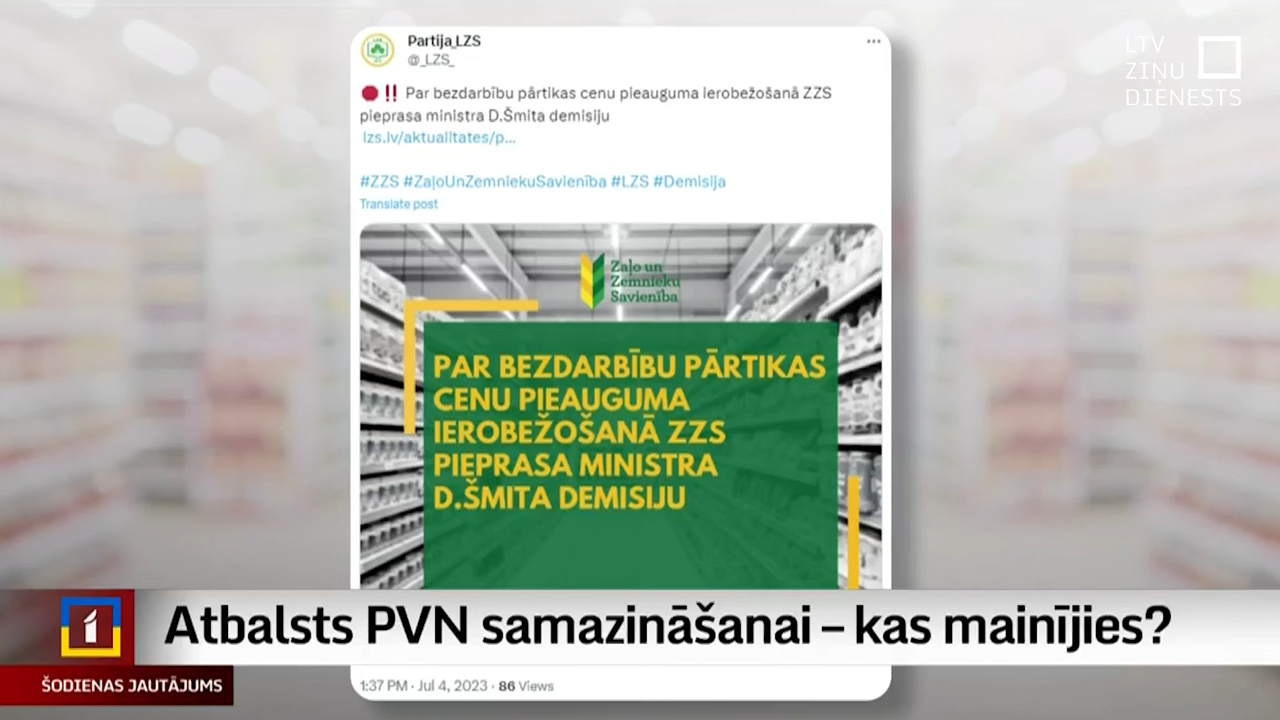 Partija_LZS
@_LZS_
LTV
ZIŅU
DIENESTS
Par bezdarbību pārtikas cenu pieauguma ierobežošanā ZZS
pieprasa ministra D.Šmita demisiju
lzs.lv/aktualitates/p...
#ZZS #ZaļoUnZemniekuSavienība #LZS #Demisija
Translate post
Zaļo un
Zemnieku
Savienība
PAR BEZDARBĪBU PĀRTIKAS
CENU PIEAUGUMA
IEROBEŽOŠANĀ ZZS
PIEPRASA MINISTRA
D.ŠMITA DEMISIJU
1
Atbalsts PVN samazināšanai – kas mainījies?
ŠODIENAS JAUTĀJUMS
1:37 PM · Jul 4, 2023 · 86 Views